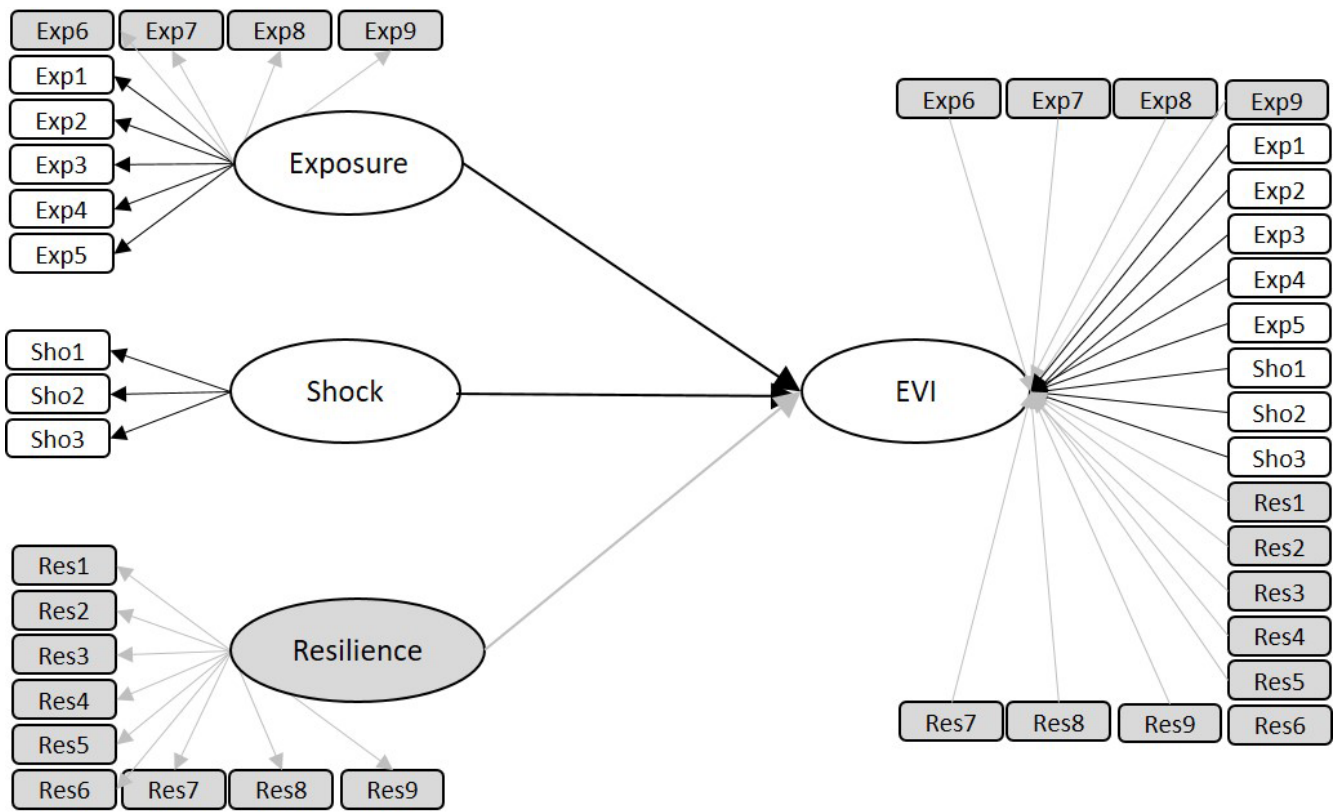 Exp6 Exp7 Exp8 Exp9
Exp1
Exp2
Exp3
Exp4
Exp5
Exposure
Sho1
Sho2
Sho3
Shock
Res1
Res2
Res3
Res4
Res5
Res6 Res7 Res8 Res9
Resilience
EVI
Exp6 Exp7 Exp8 Exp9
Exp1
Exp2
Exp3
Exp4
Exp5
Sho1
Sho2
Sho3
Res1
Res2
Res3
Res4
Res5
Res7 Res8 Res9 Res6